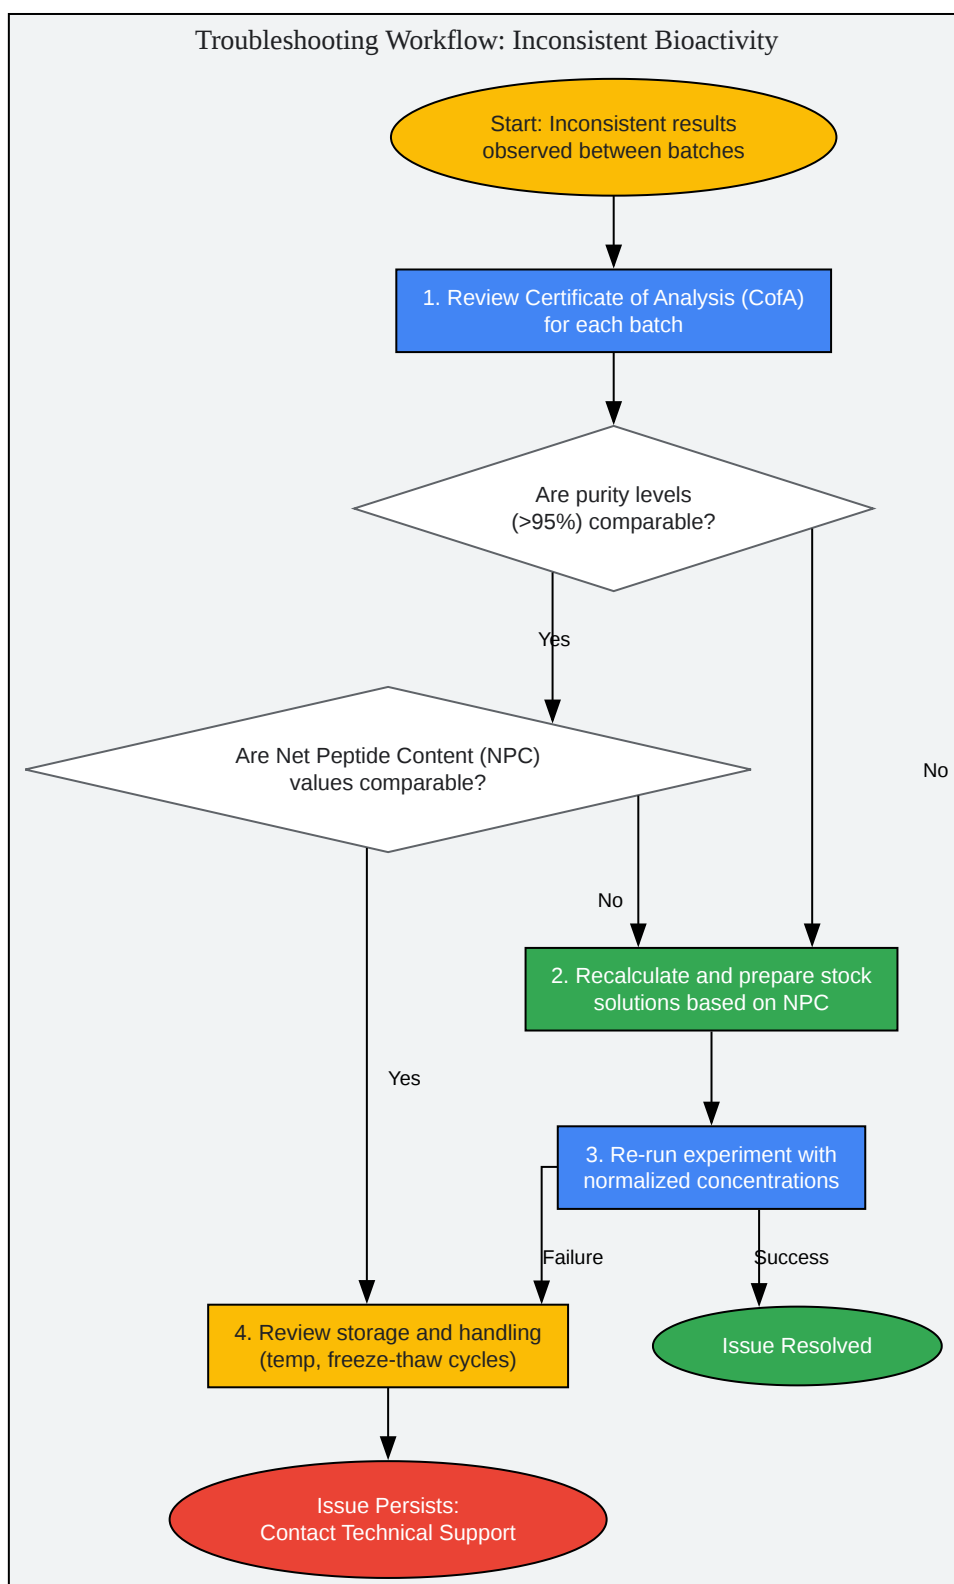 Troubleshooting Workflow: Inconsistent Bioactivity
Start: Inconsistent results
observed between batches
1. Review Certificate of Analysis (CofA)
for each batch
Are purity levels
(>95%) comparable?
Yes
Are Net Peptide Content (NPC)
values comparable?
No
No
2. Recalculate and prepare stock
solutions based on NPC
Yes
3. Re-run experiment with
normalized concentrations
Failure
Success
4. Review storage and handling
(temp, freeze-thaw cycles)
Issue Resolved
Issue Persists:
Contact Technical Support